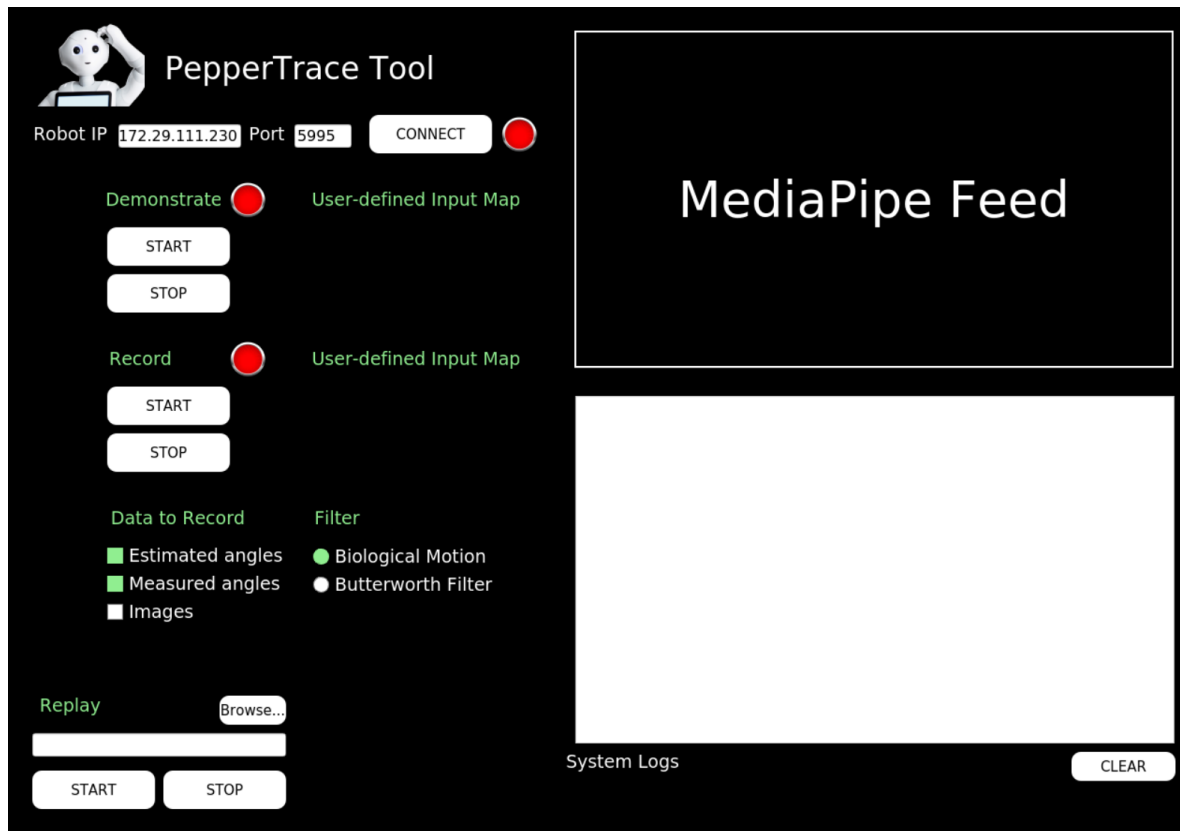 PepperTrace Tool
Robot IP 172.29.111.230 Port 5995 CONNECT
Demonstrate User-defined Input Map
START
STOP
Record User-defined Input Map
START
STOP
Data to Record Filter
Estimated angles Biological Motion
Measured angles Butterworth Filter
Images
Replay Browse...
START STOP
MediaPipe Feed
System Logs CLEAR